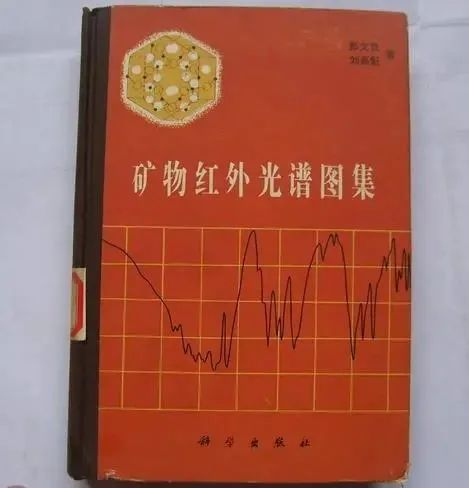 彭文世
刘高魁
著
矿物红外光谱图集
科学出版社